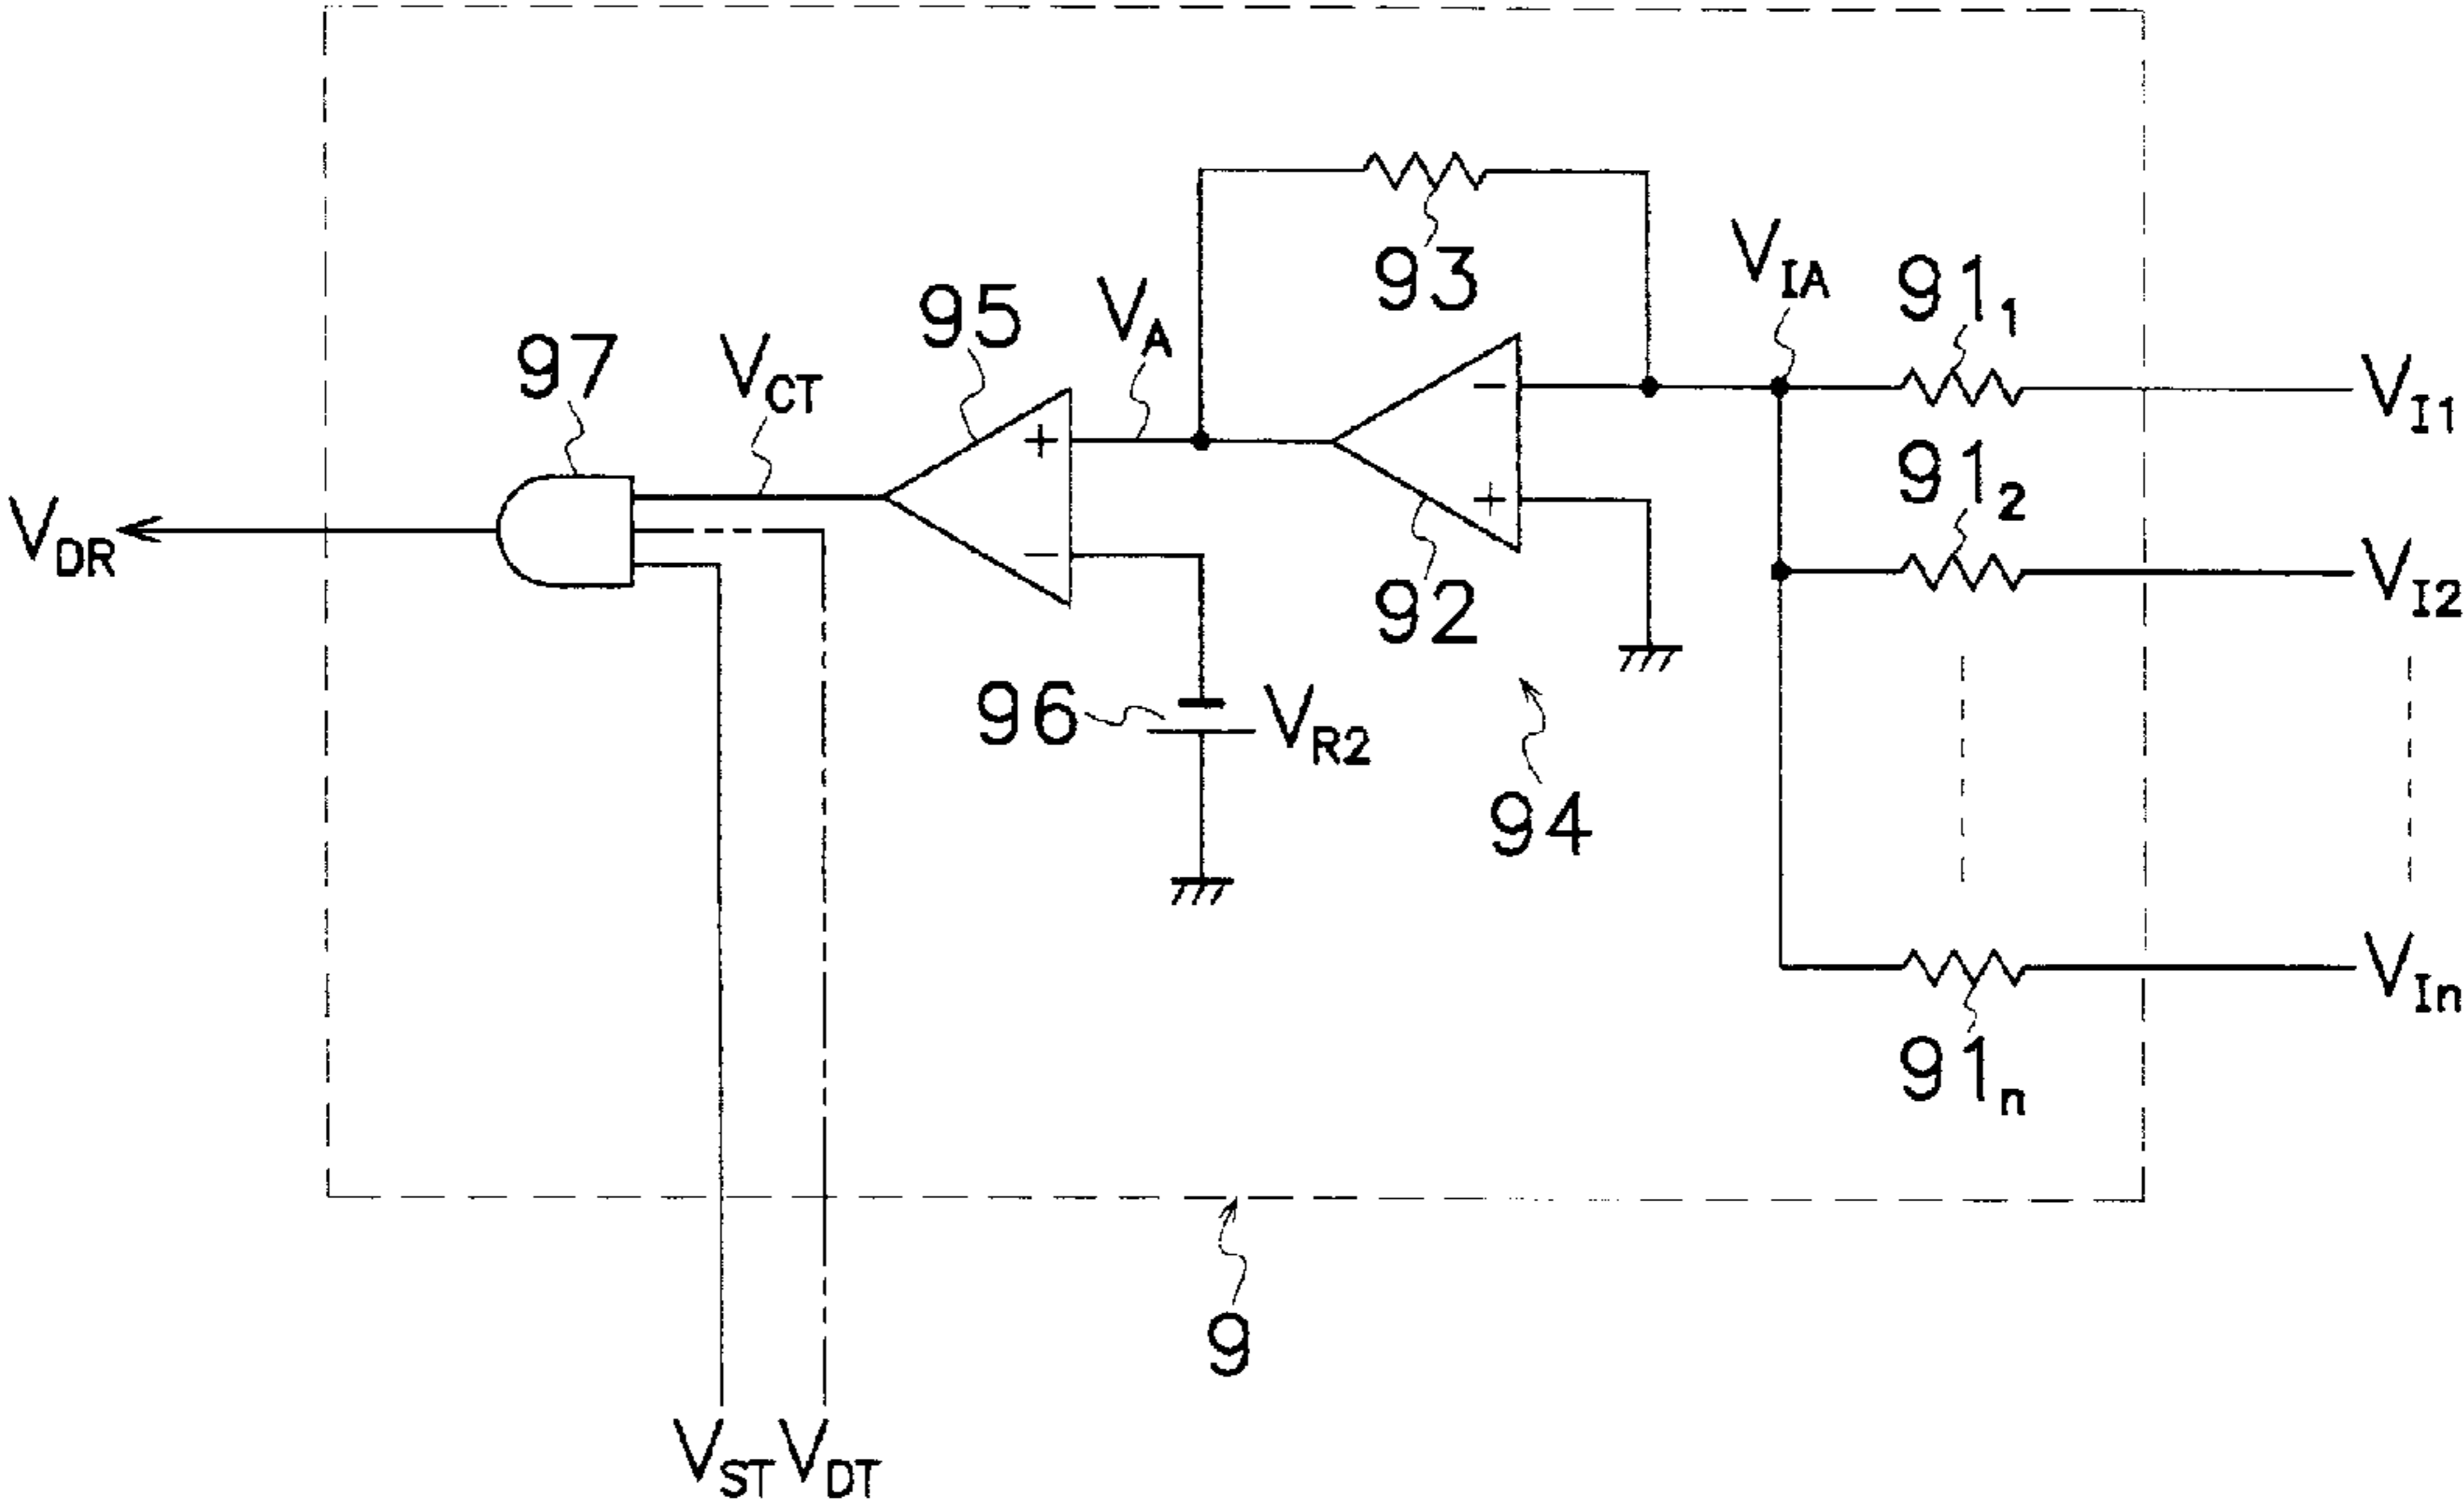 93
V_IA
91_1
95
V_A
97
V_CT
V_I1
91_2
V_DR
92
V_I2
96
V_R2
94
V_In
91_n
9
V_ST V_DT
+
−
−
+